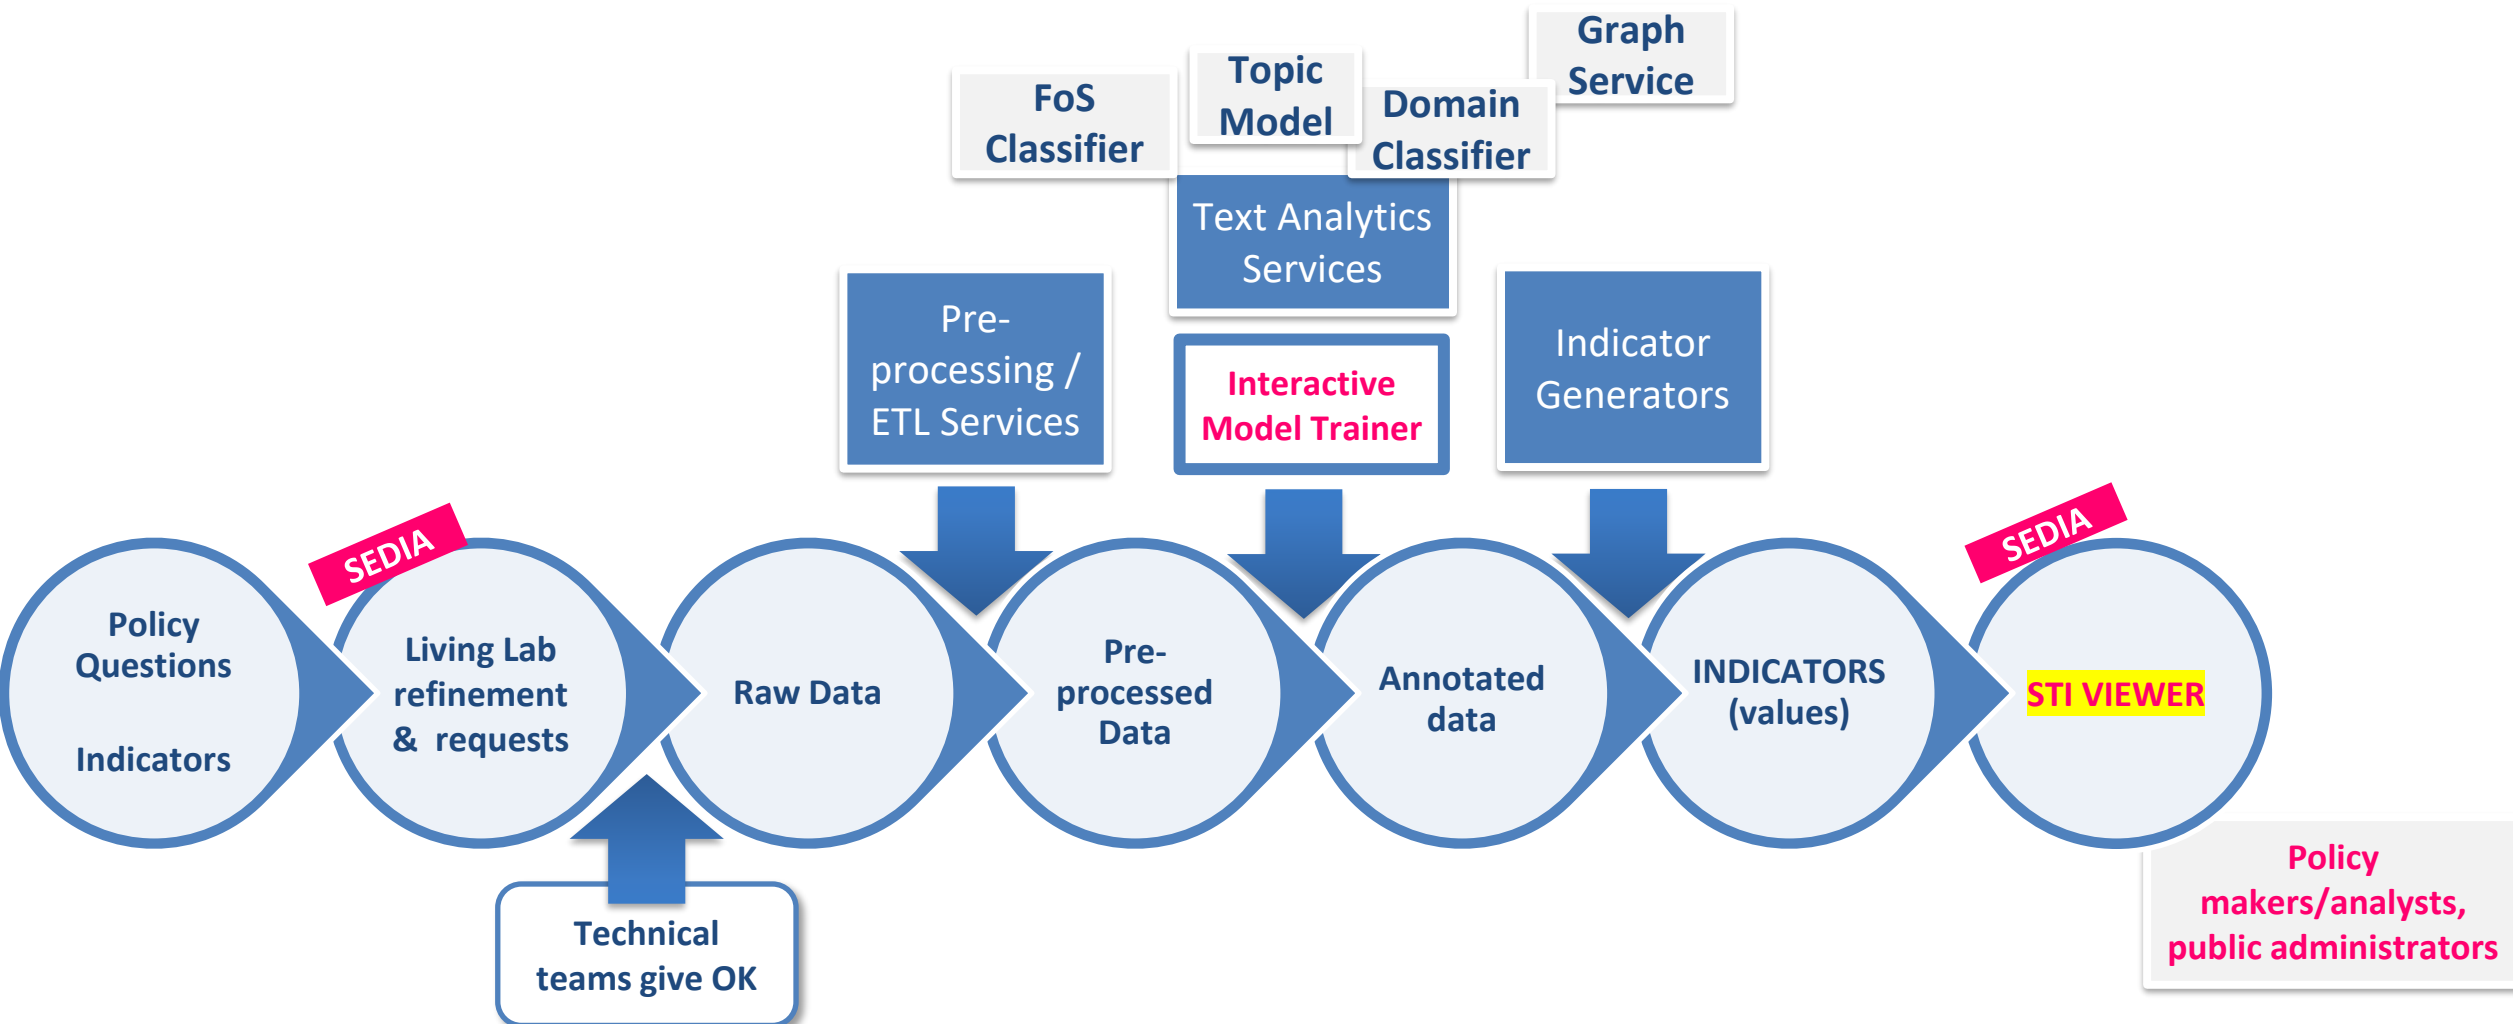 Graph
Service
Topic
Model
FoS
Classifier
Domain
Classifier
Text Analytics
Services
Pre-
processing /
ETL Services
Interactive
Model Trainer
Indicator
Generators
SEDIA
SEDIA
Policy
Questions
Indicators
Living Lab
refinement
& requests
Raw Data
Pre-
processed
Data
Annotated
data
INDICATORS
(values)
STI VIEWER
Technical
teams give OK
Policy
makers/analysts,
public administrators